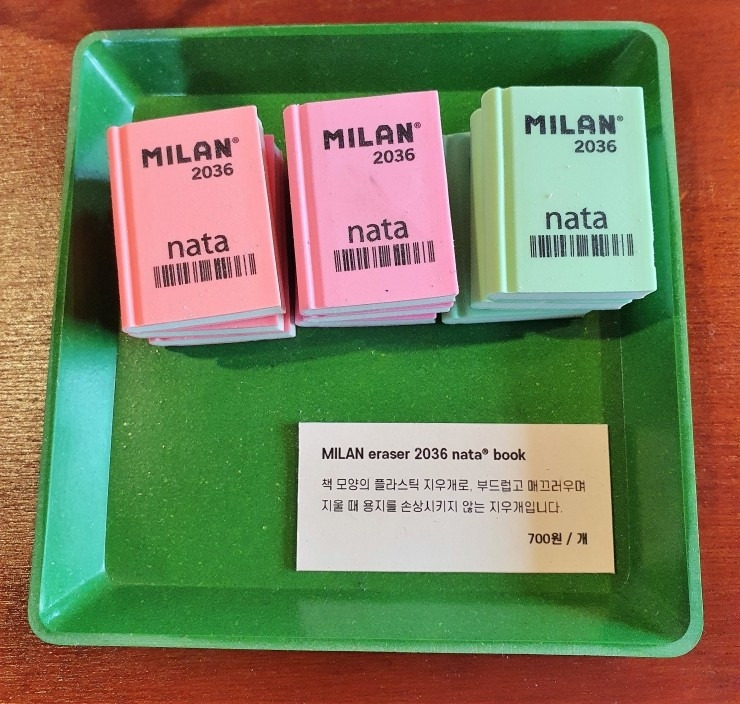 MILAN®
2036
nata
MILAN®
2036
nata
MILAN®
2036
nata
MILAN eraser 2036 nata® book
책 모양의 플라스틱 지우개로, 부드럽고 매끄러우며
지울 때 용지를 손상시키지 않는 지우개입니다.
700원 / 개